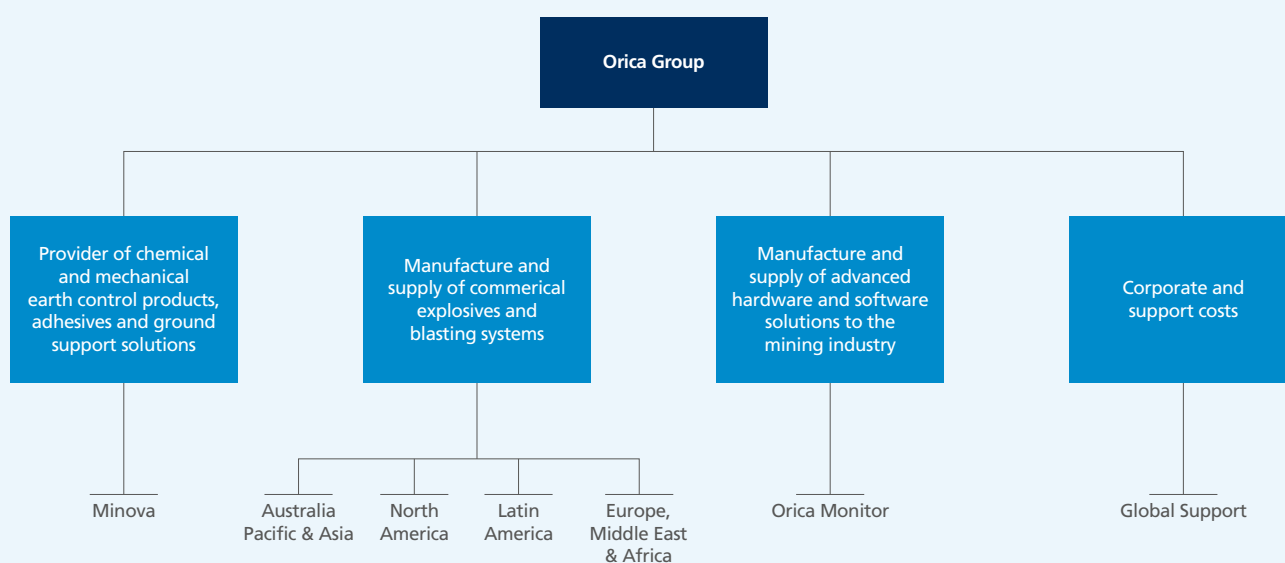 Orica Group
Provider of chemical
and mechanical
earth control products,
adhesives and ground
support solutions
Manufacture and
supply of commerical
explosives and
blasting systems
Manufacture and
supply of advanced
hardware and software
solutions to the
mining industry
Corporate and
support costs
Minova
Australia
Pacific & Asia
North
America
Latin
America
Europe,
Middle East
& Africa
Orica Monitor
Global Support